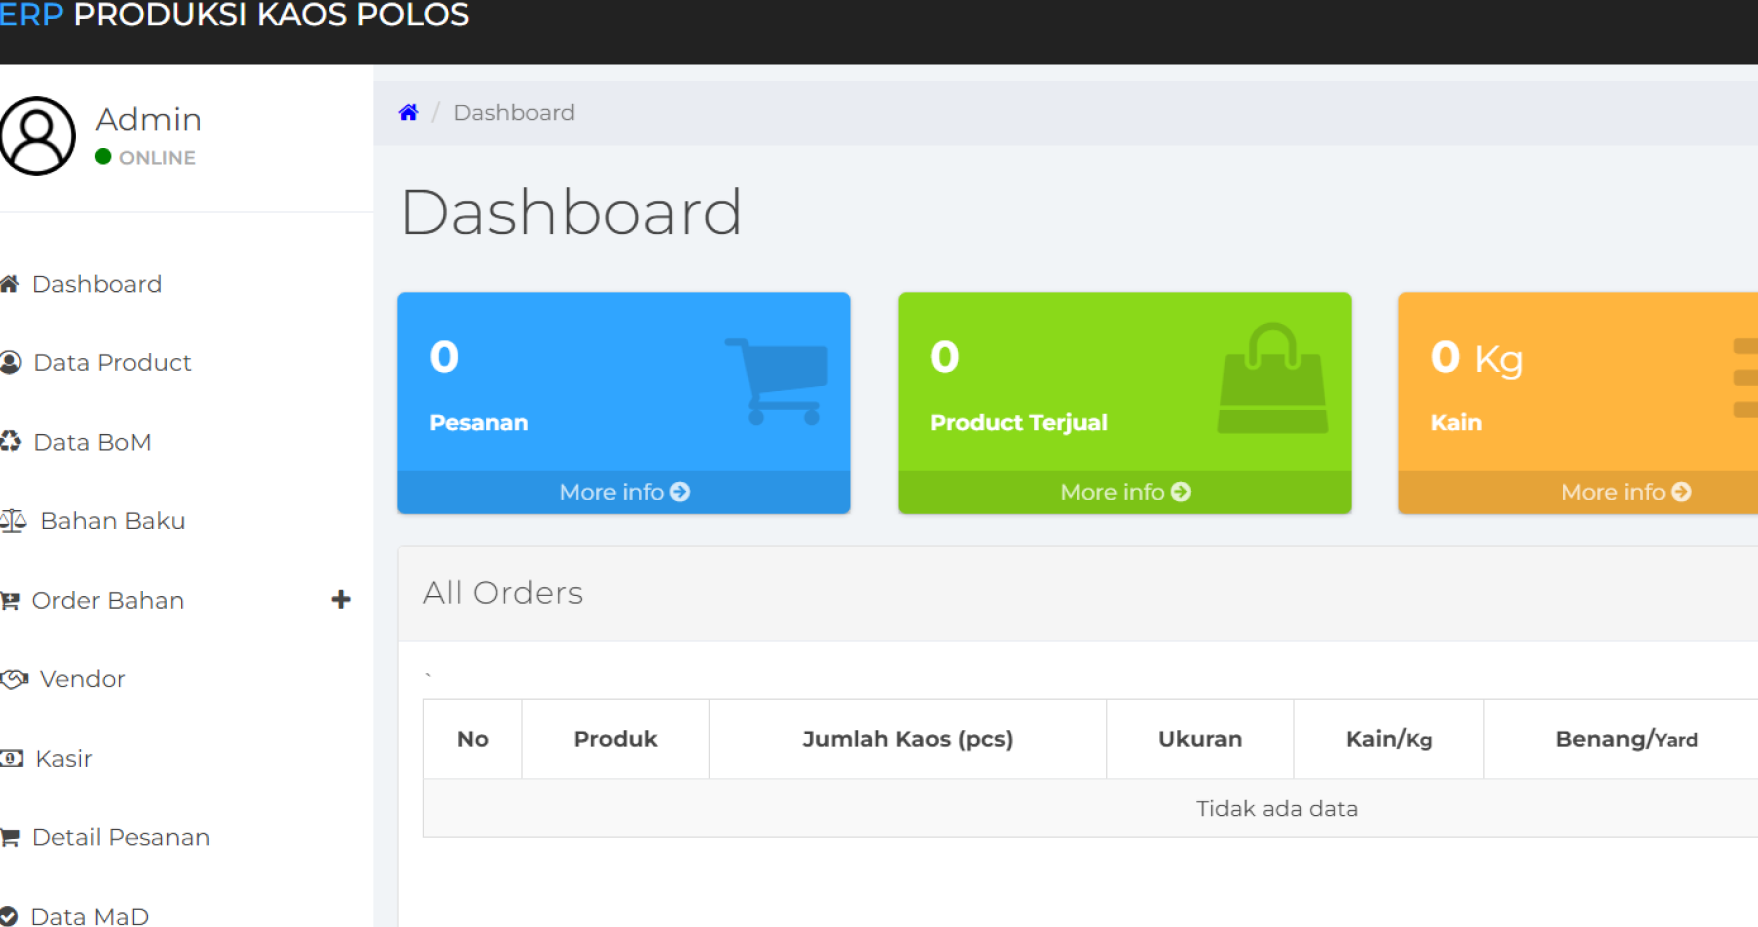 ERP PRODUKSI KAOS POLOS
Admin
ONLINE
Dashboard
Data Product
Data BoM
Bahan Baku
Order Bahan
Vendor
Kasir
Detail Pesanan
Data MaD
/ Dashboard
Dashboard
0
Pesanan
More info
0
Product Terjual
More info
0 Kg
Kain
More info
All Orders
`
No Produk Jumlah Kaos (pcs) Ukuran Kain/Kg Benang/Yard
Tidak ada data